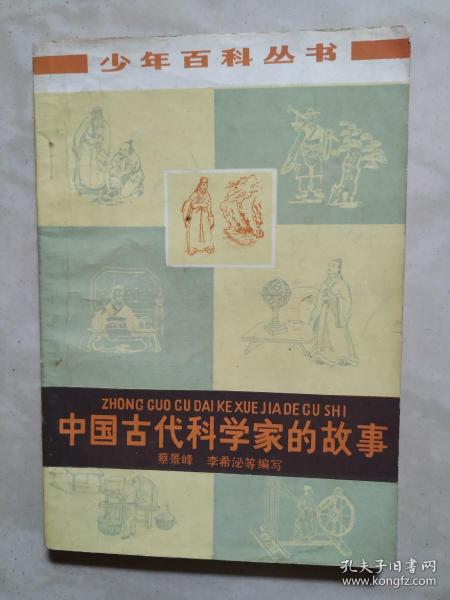 少年百科丛书
ZHONG GUO GU DAI KE XUE JIA DE GU SHI
中国古代科学家的故事
蔡景峰 李希泌等编写
孔夫子旧书网
www.kongfz.com